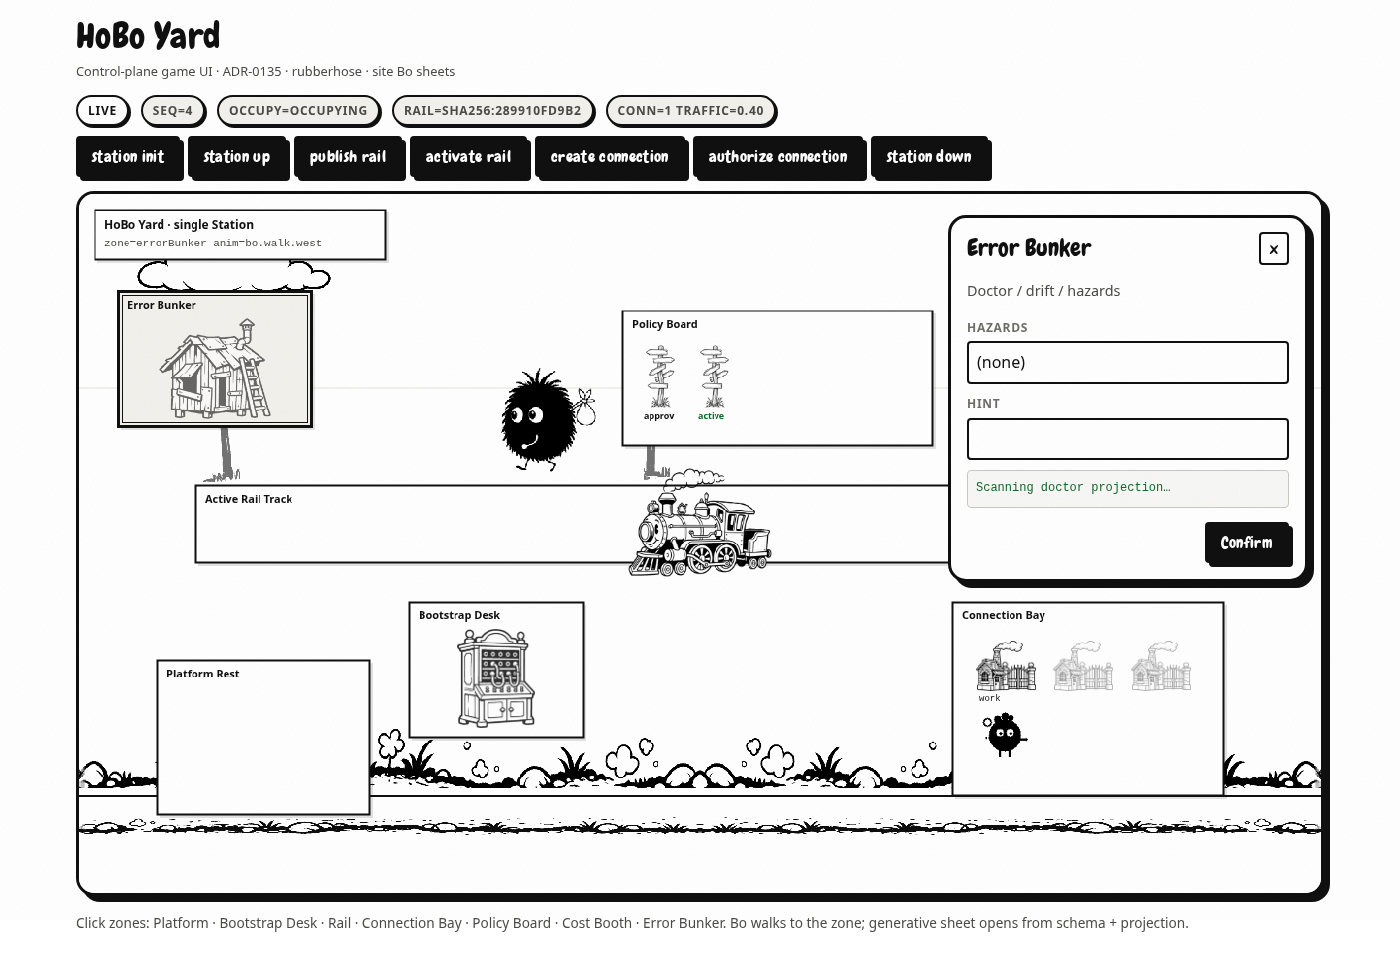 HoBo Yard
Control-plane game UI · ADR-0135 · rubberhose · site Bo sheets
LIVE
SEQ=4
OCCUPY=OCCUPYING
RAIL=SHA256:289910FD9B2
CONN=1 TRAFFIC=0.40
station init
station up
publish rail
activate rail
create connection
authorize connection
station down
HoBo Yard · single Station
zone=errorBunker anim=bo.walk.west
Error Bunker
Policy Board
approv
active
Active Rail Track
Bootstrap Desk
Platform Rest
Connection Bay
work
Error Bunker
x
Doctor / drift / hazards
HAZARDS
(none)
HINT
Scanning doctor projection…
Confirm
Click zones: Platform · Bootstrap Desk · Rail · Connection Bay · Policy Board · Cost Booth · Error Bunker. Bo walks to the zone; generative sheet opens from schema + projection.